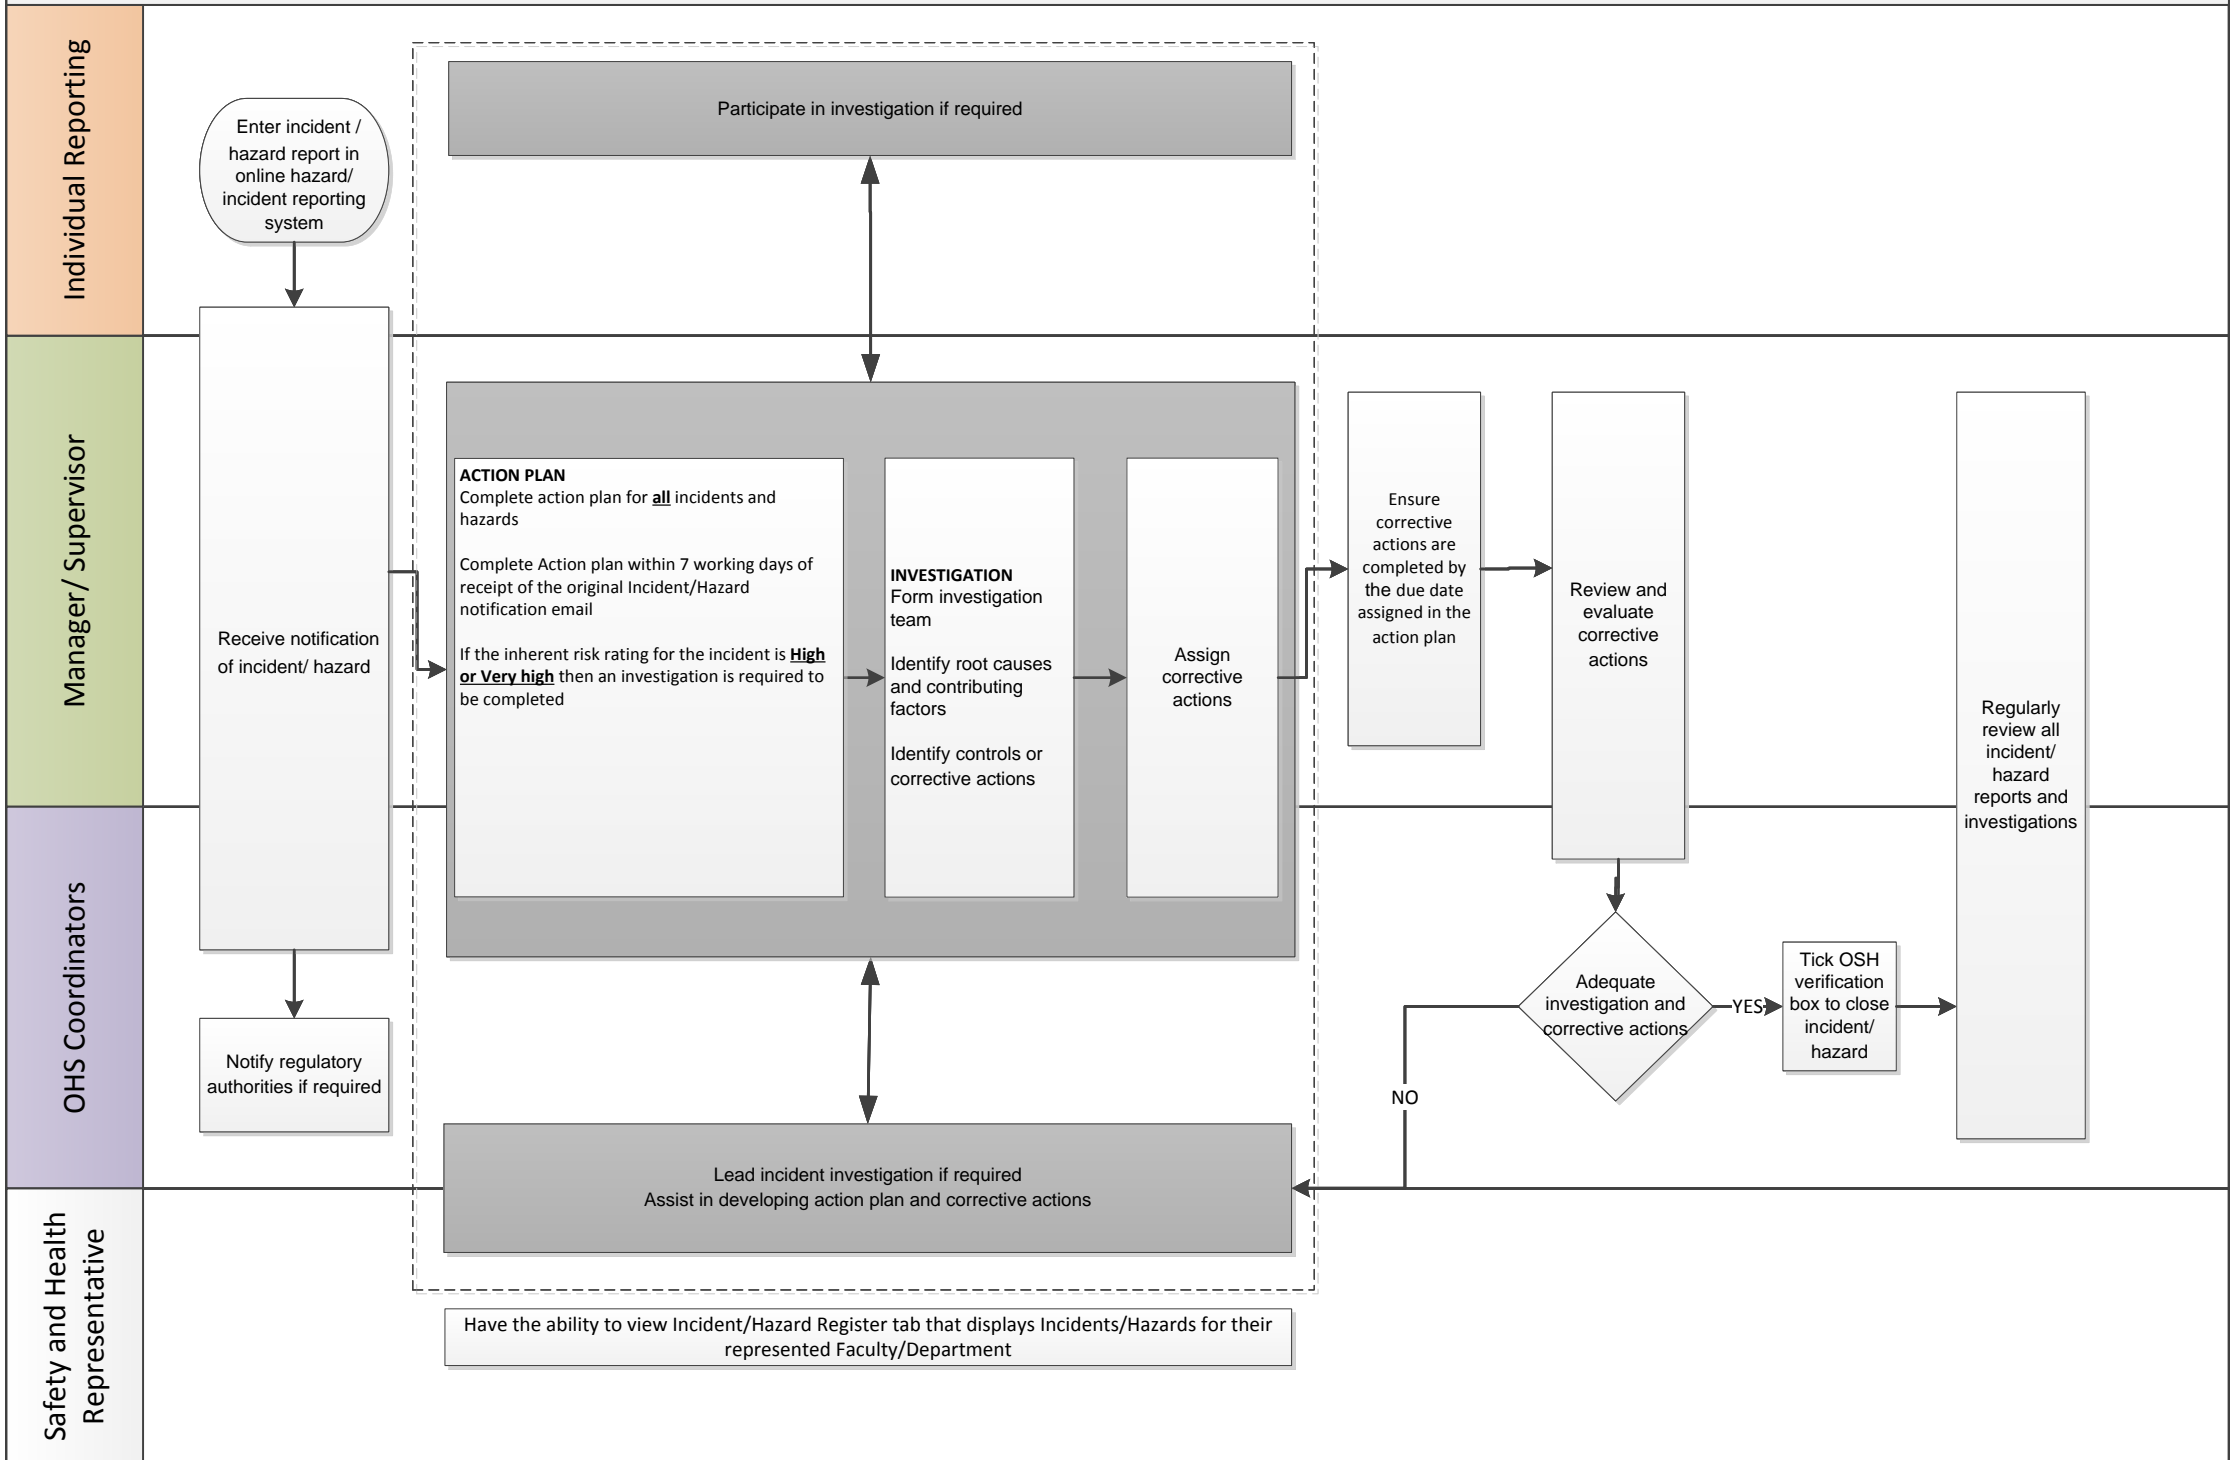 Individual Reporting
Enter incident /
hazard report in
online hazard/
incident reporting
system
Participate in investigation if required
Manager/ Supervisor
Receive notification
of incident/ hazard
ACTION PLAN
Complete action plan for all incidents and
hazards
Complete Action plan within 7 working days of
receipt of the original Incident/Hazard
notification email
If the inherent risk rating for the incident is High
or Very high then an investigation is required to
be completed
INVESTIGATION
Form investigation
team
Identify root causes
and contributing
factors
Identify controls or
corrective actions
Assign
corrective
actions
Ensure
corrective
actions are
completed by
the due date
assigned in the
action plan
Review and
evaluate
corrective
actions
Regularly
review all
incident/
hazard
reports and
investigations
OHS Coordinators
Notify regulatory
authorities if required
Adequate
investigation and
corrective actions
YES
Tick OSH
verification
box to close
incident/
hazard
NO
Lead incident investigation if required
Assist in developing action plan and corrective actions
Safety and Health
Representative
Have the ability to view Incident/Hazard Register tab that displays Incidents/Hazards for their
represented Faculty/Department